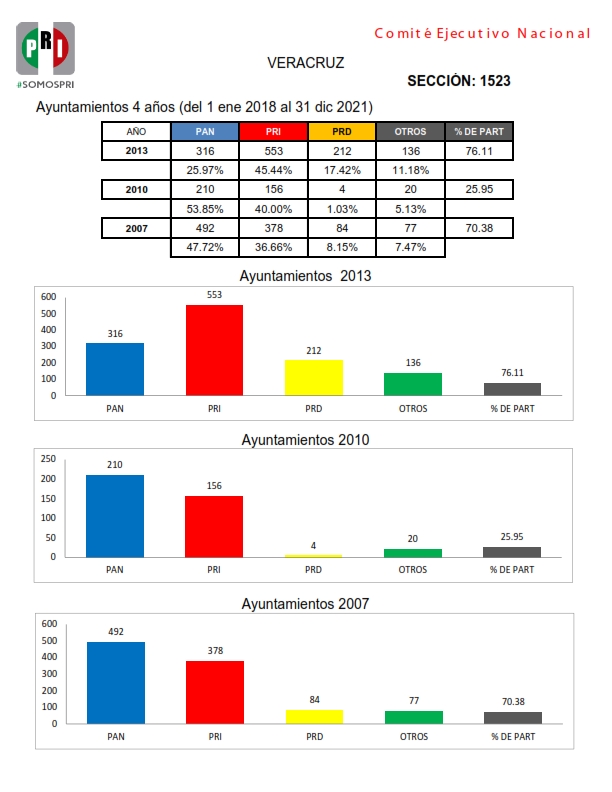 Comité Ejecutivo Nacional
PRI
#SOMOSPRI
VERACRUZ
SECCIÓN: 1523
Ayuntamientos 4 años (del 1 ene 2018 al 31 dic 2021)
AÑO PAN PRI PRD OTROS % DE PART
2013 316 553 212 136 76.11
25.97% 45.44% 17.42% 11.18%
2010 210 156 4 20 25.95
53.85% 40.00% 1.03% 5.13%
2007 492 378 84 77 70.38
47.72% 36.66% 8.15% 7.47%
Ayuntamientos 2013
600
500
400
300
200
100
0
316
553
212
136
76.11
PAN PRI PRD OTROS % DE PART
Ayuntamientos 2010
250
200
150
100
50
0
210
156
4
20
25.95
PAN PRI PRD OTROS % DE PART
Ayuntamientos 2007
600
500
400
300
200
100
0
492
378
84
77
70.38
PAN PRI PRD OTROS % DE PART